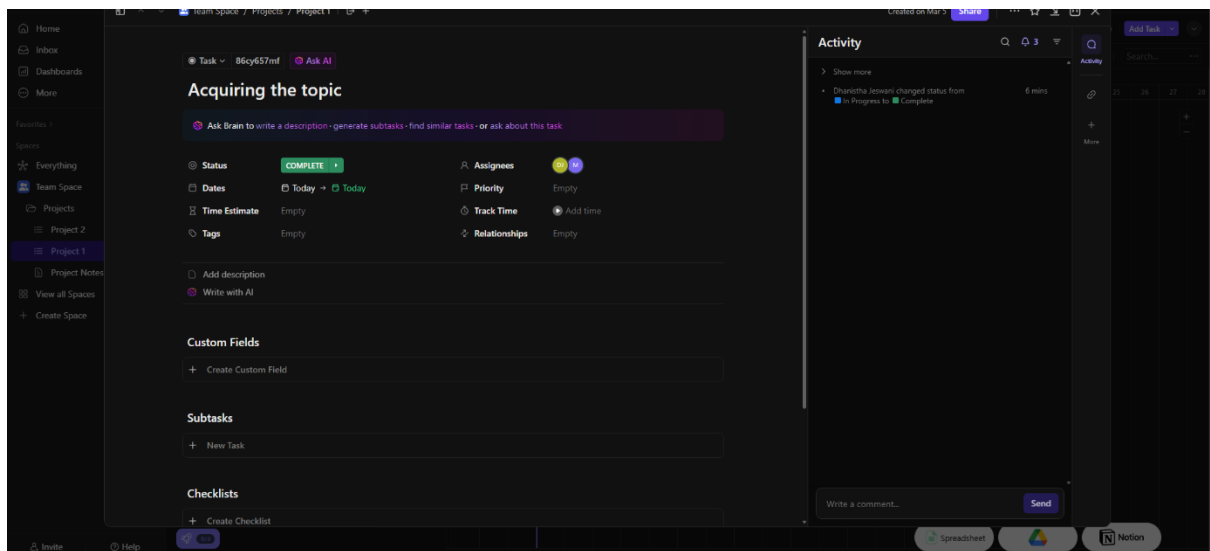 Home
Inbox
Dashboards
More
Favorites
Spaces
Everything
Team Space
Projects
Project 2
Project 1
Project Notes
View all Spaces
Create Space
Invite
Help
Team Space / Projects / Project 1
Created on Mar 5 Share
Task 86cy657mf Ask AI
Acquiring the topic
Ask Brain to write a description · generate subtasks · find similar tasks · or ask about this task
Status COMPLETE Assignees DJ M
Dates Today → Today Priority Empty
Time Estimate Empty Track Time Add time
Tags Empty Relationships Empty
Add description
Write with AI
Custom Fields
Create Custom Field
Subtasks
New Task
Checklists
Create Checklist
Activity 3
Show more
Dhanistha Jeswani changed status from 6 mins
In Progress to Complete
Write a comment... Send
Activity
More
Add Task
Search...
25 26 27 28
Spreadsheet
Notion